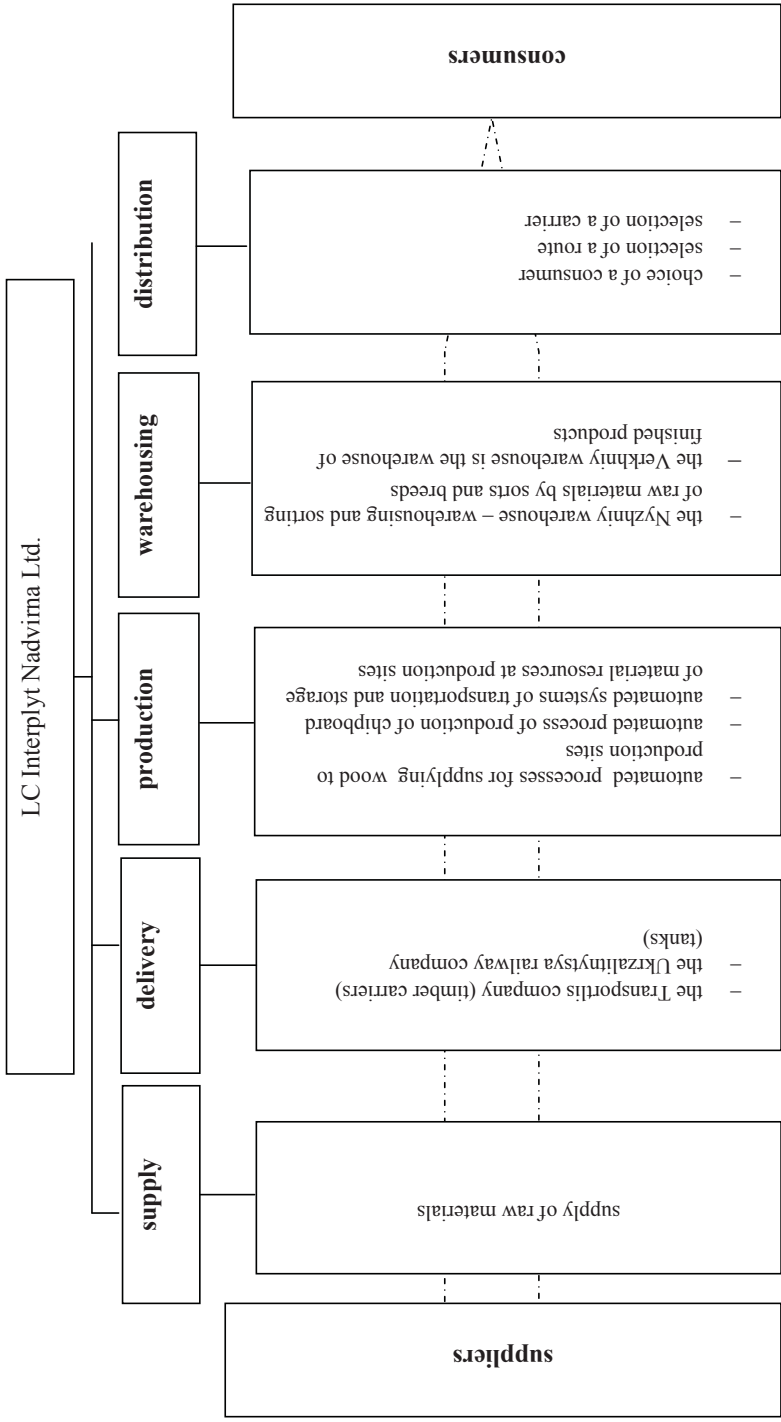 LC Interplyt Nadvirna Ltd.
supply
delivery
production
warehousing
distribution
suppliers
supply of raw materials
– the Transportlis company (timber carriers)
– the Ukrzaliznytsya railway company
(tanks)
– automated processes for supplying wood to
production sites
– automated process of production of chipboard
– automated systems of transportation and storage
of material resources at production sites
– the Nyzhniy warehouse – warehousing and sorting
of raw materials by sorts and breeds
– the Verkhniy warehouse is the warehouse of
finished products
– choice of a consumer
– selection of a route
– selection of a carrier
consumers